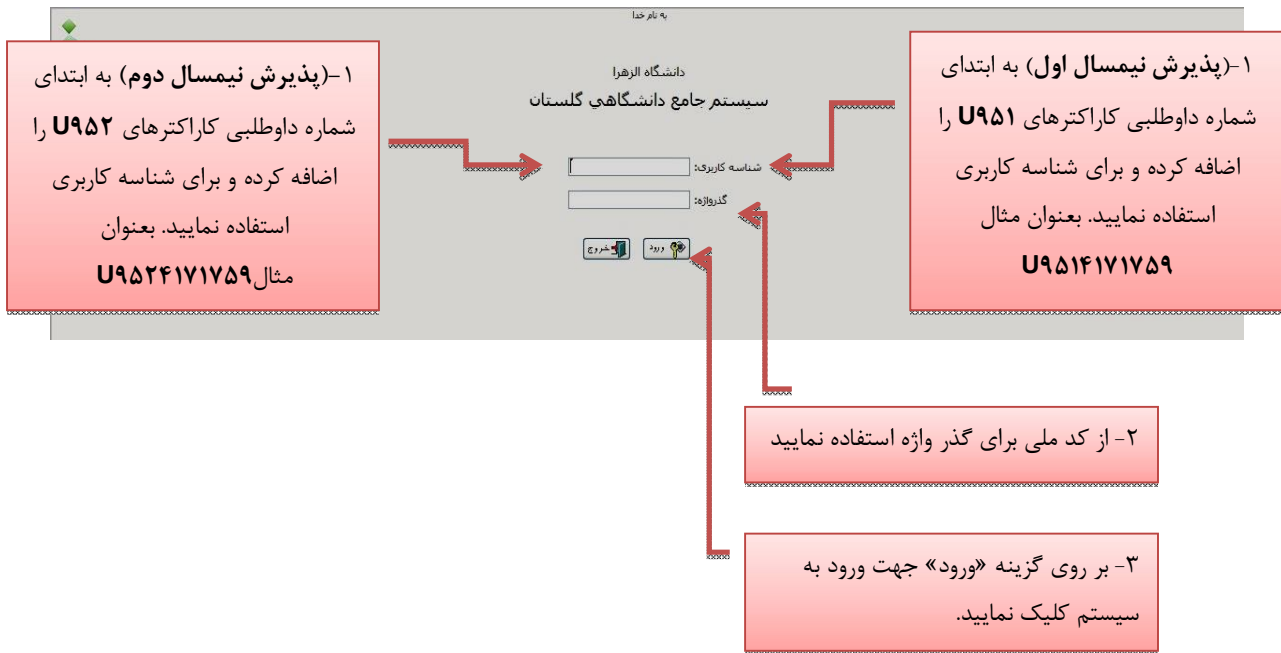 به نام خدا
دانشگاه الزهرا
سیستم جامع دانشگاهي گلستان
۱-(پذیرش نیمسال اول) به ابتدای
شماره داوطلبی کاراکترهای U۹۵۱ را
اضافه کرده و برای شناسه کاربری
استفاده نمایید. بعنوان مثال
U۹۵۱۴۱۷۱۷۵۹
۱-(پذیرش نیمسال دوم) به ابتدای
شماره داوطلبی کاراکترهای U۹۵۲ را
اضافه کرده و برای شناسه کاربری
استفاده نمایید. بعنوان
مثالU۹۵۲۴۱۷۱۷۵۹
شناسه کاربری:
گذرواژه:
ورود خروج
۲- از کد ملی برای گذر واژه استفاده نمایید
۳- بر روی گزینه «ورود» جهت ورود به
سیستم کلیک نمایید.